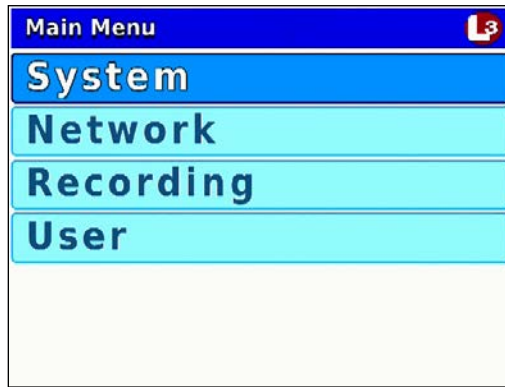 Main Menu
L3
System
Network
Recording
User